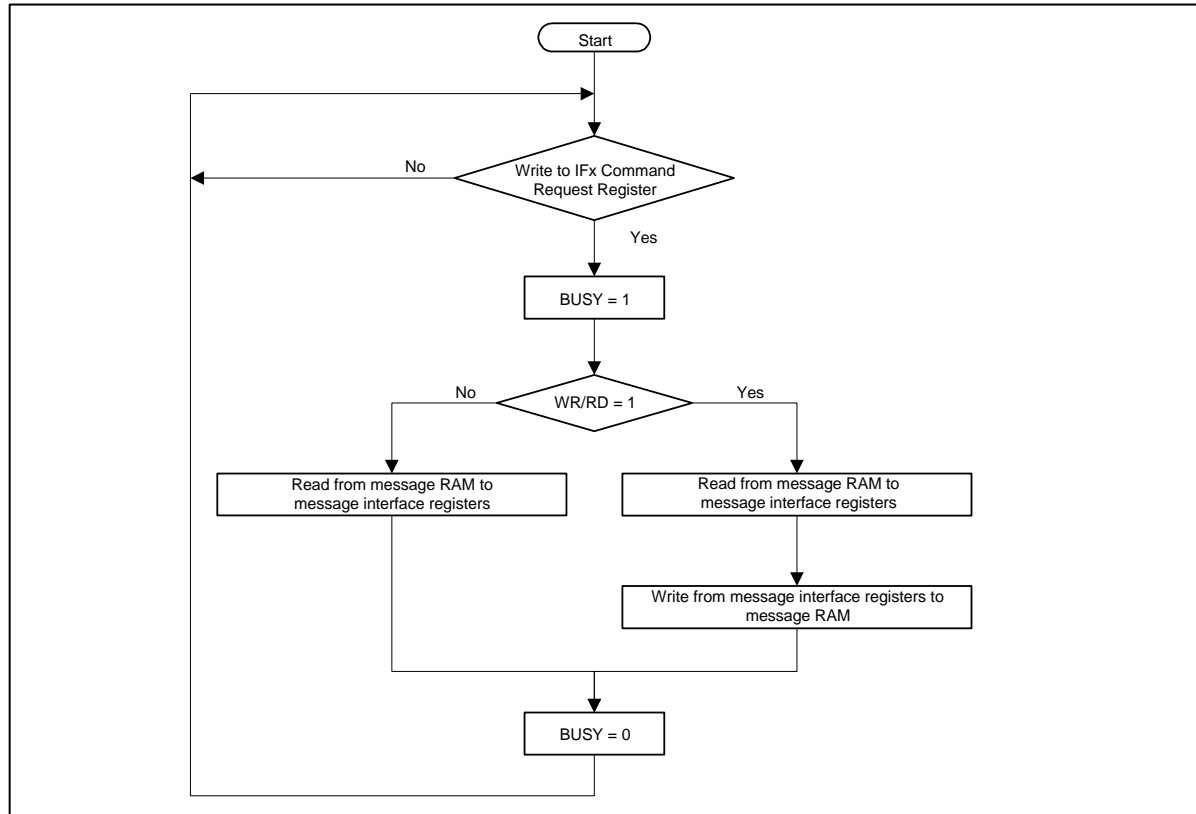 Start
No
Write to IFx Command
Request Register
Yes
BUSY = 1
No
WR/RD = 1
Yes
Read from message RAM to
message interface registers
Read from message RAM to
message interface registers
Write from message interface registers to
message RAM
BUSY = 0